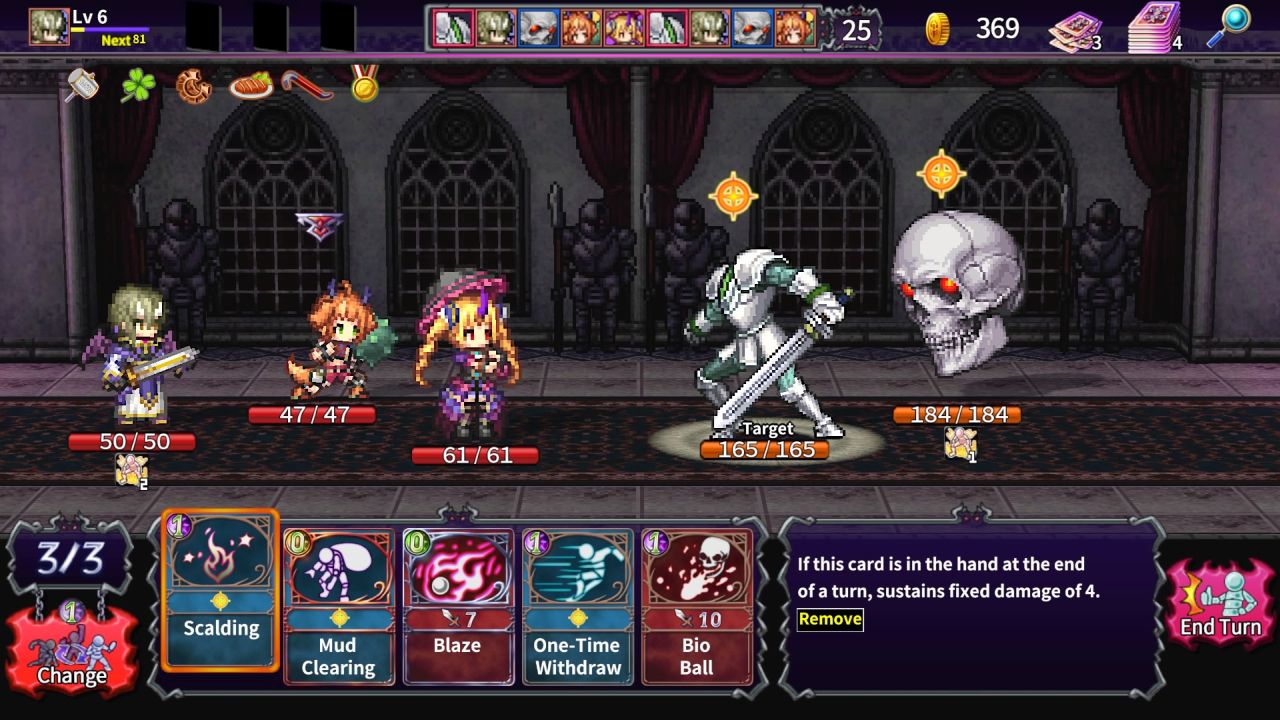 Lv 6
Next 81
25
369
3
4
50/50
2
47/47
61/61
Target
165/165
184/184
1
3/3
1
Change
1
Scalding
0
Mud
Clearing
0
7
Blaze
1
One-Time
Withdraw
1
10
Bio
Ball
If this card is in the hand at the end
of a turn, sustains fixed damage of 4.
Remove
End Turn